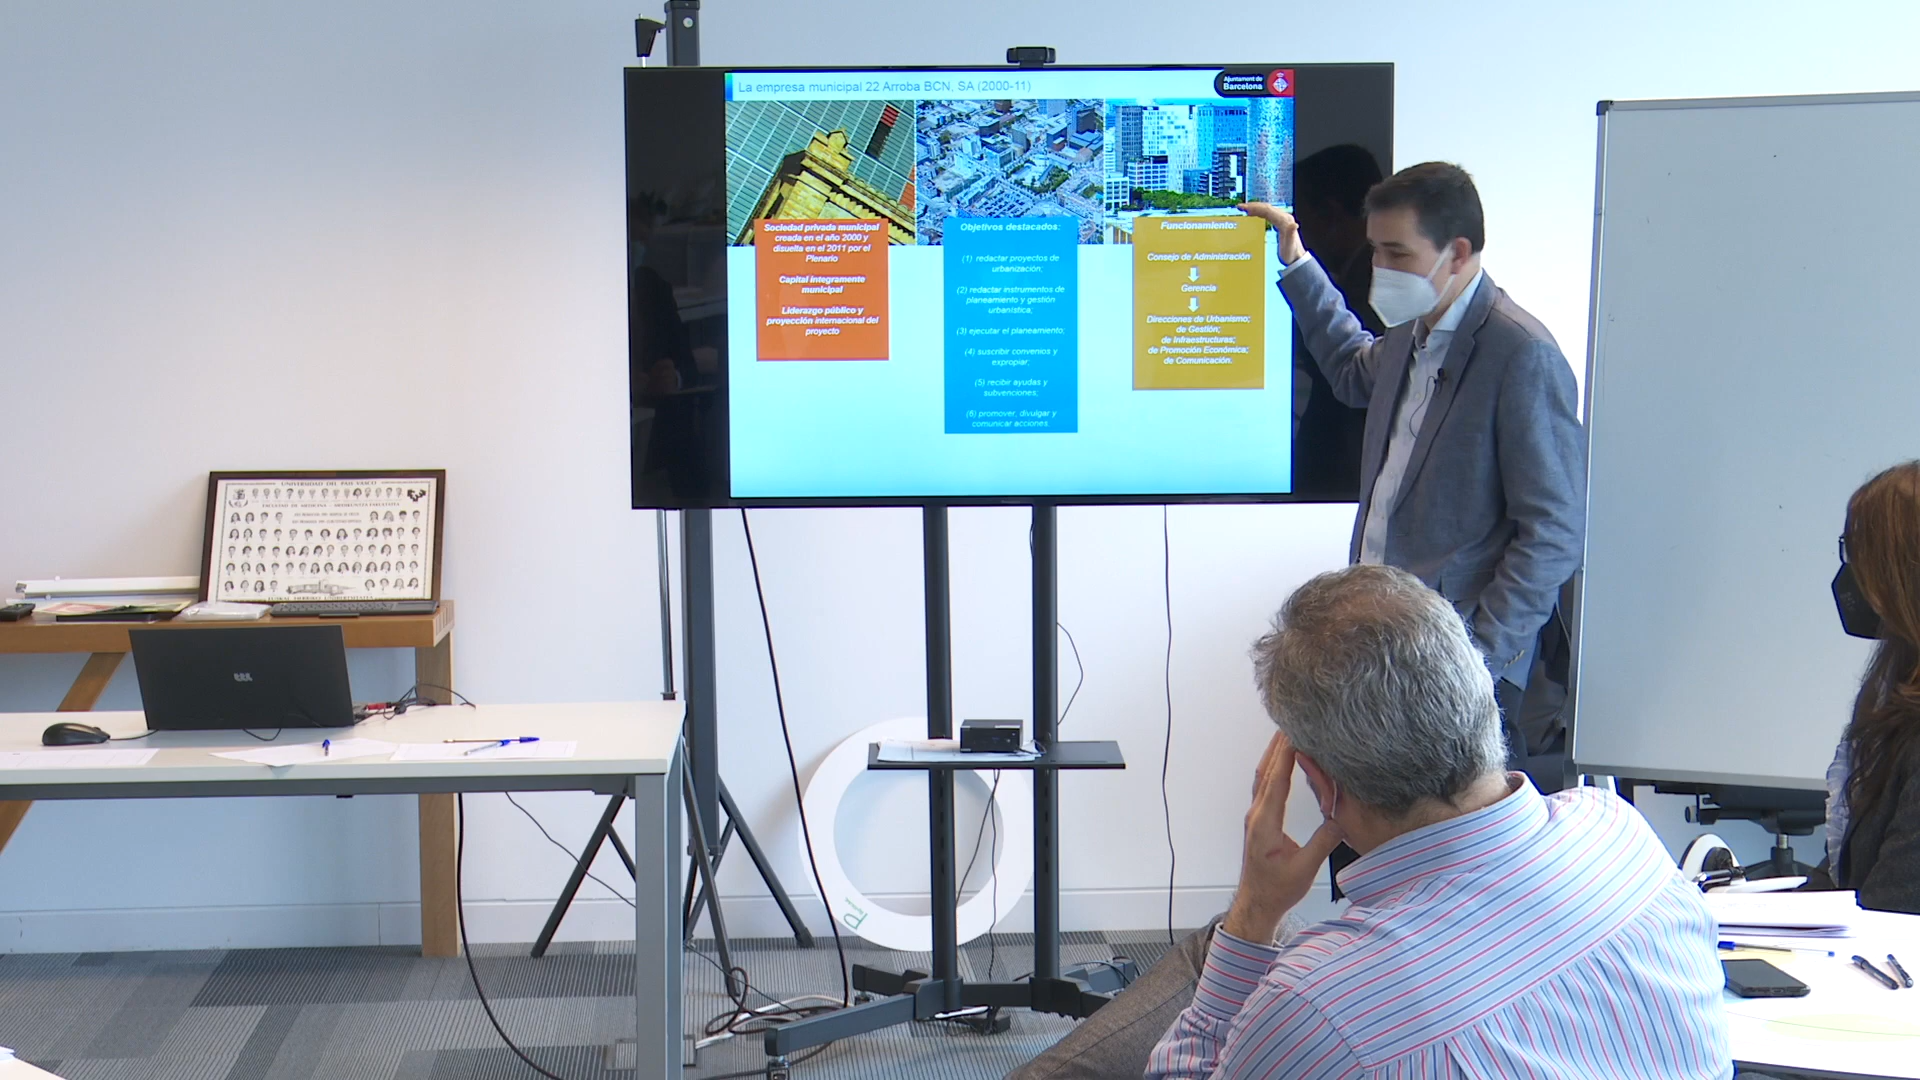 La empresa municipal 22 Arroba BCN, SA (2000-11)
Ajuntament de
Barcelona
Sociedad privada municipal
creada en el año 2000 y
disuelta en el 2011 por el
Plenario
Capital íntegramente
municipal
Liderazgo público y
proyección internacional del
proyecto
Objetivos destacados:
(1) redactar proyectos de
urbanización;
(2) redactar instrumentos de
planeamiento y gestión
urbanística;
(3) ejecutar el planeamiento;
(4) suscribir convenios y
expropiar;
(5) recibir ayudas y
subvenciones;
(6) promover, divulgar y
comunicar acciones.
Funcionamiento:
Consejo de Administración
Gerencia
Direcciones de Urbanismo;
de Gestión;
de Infraestructuras;
de Promoción Económica;
de Comunicación.
UNIVERSIDAD DEL PAIS VASCO
FACULTAD DE MEDICINA